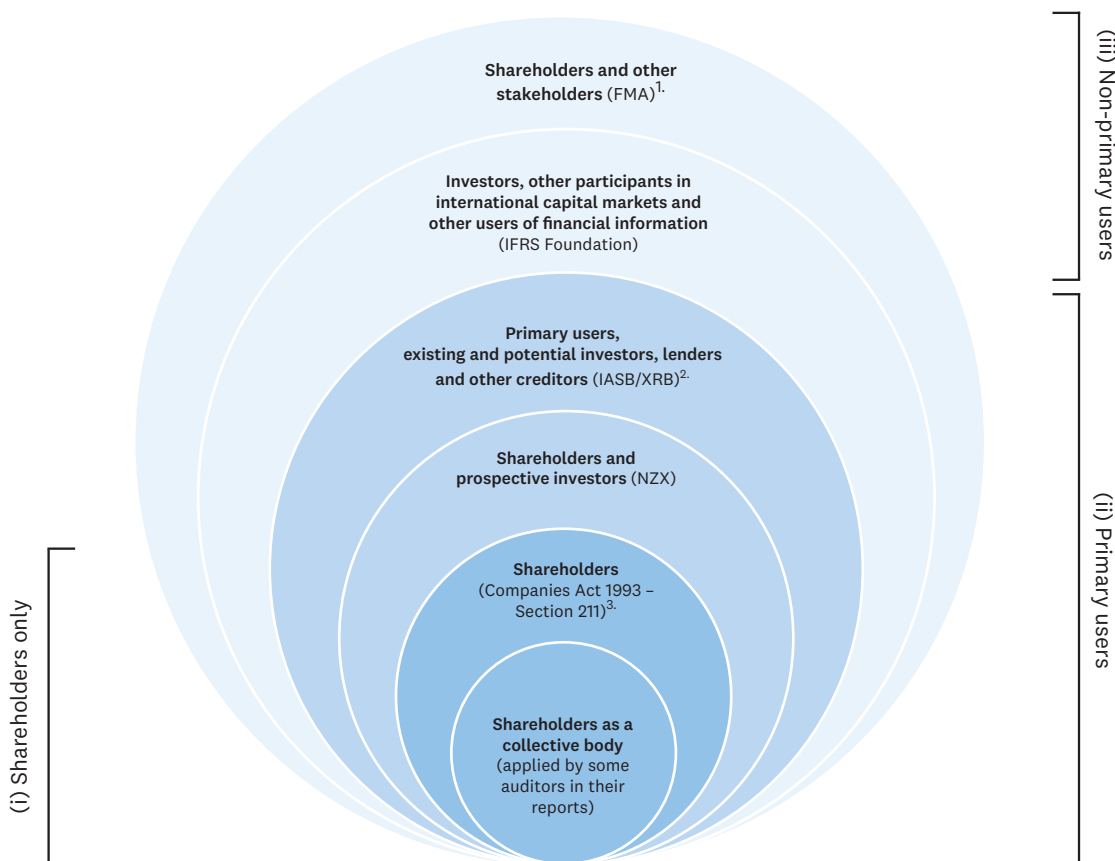 Shareholders and other
stakeholders (FMA)1.
Investors, other participants in
international capital markets and
other users of financial information
(IFRS Foundation)
Primary users,
existing and potential investors, lenders
and other creditors (IASB/XRB)2.
Shareholders and
prospective investors (NZX)
Shareholders
(Companies Act 1993 –
Section 211)3.
Shareholders as a
collective body
(applied by some
auditors in their
reports)
(i) Shareholders only
(iii) Non-primary users
(ii) Primary users